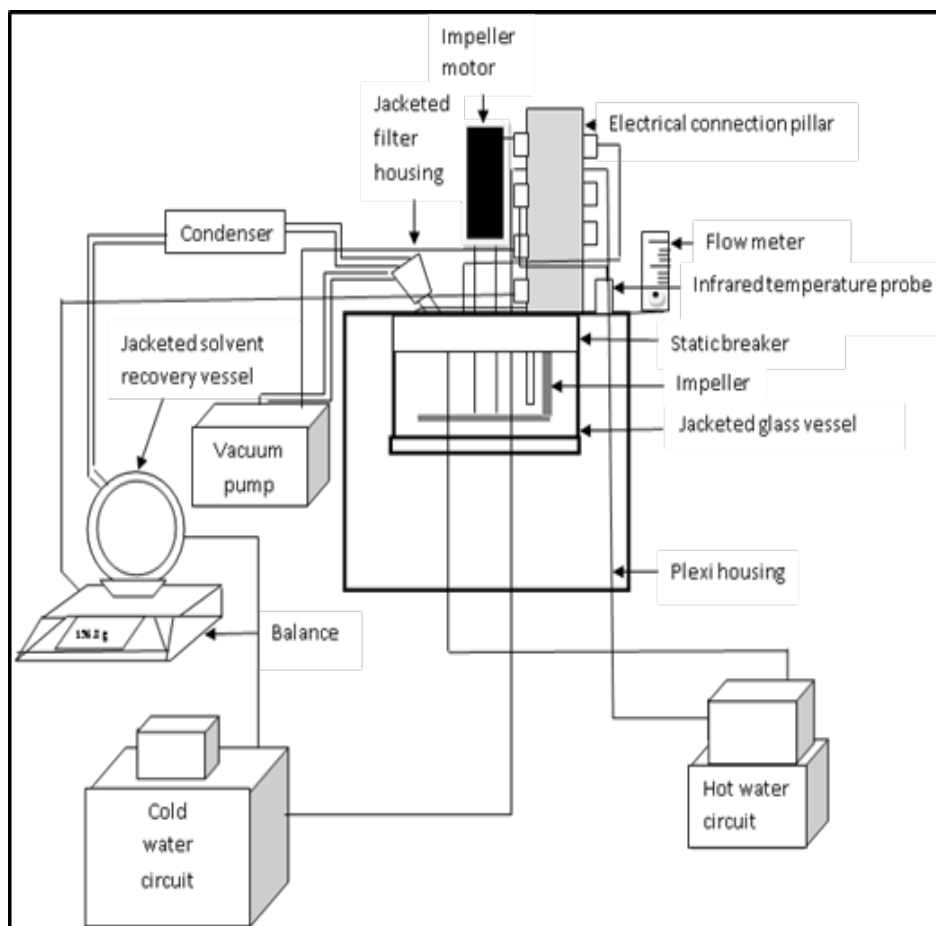 Impeller
motor
Jacketed
filter
housing
Electrical connection pillar
Condenser
Flow meter
Infrared temperature probe
Jacketed solvent
recovery vessel
Static breaker
Impeller
Jacketed glass vessel
Vacuum
pump
Plexi housing
Balance
Cold
water
circuit
Hot water
circuit